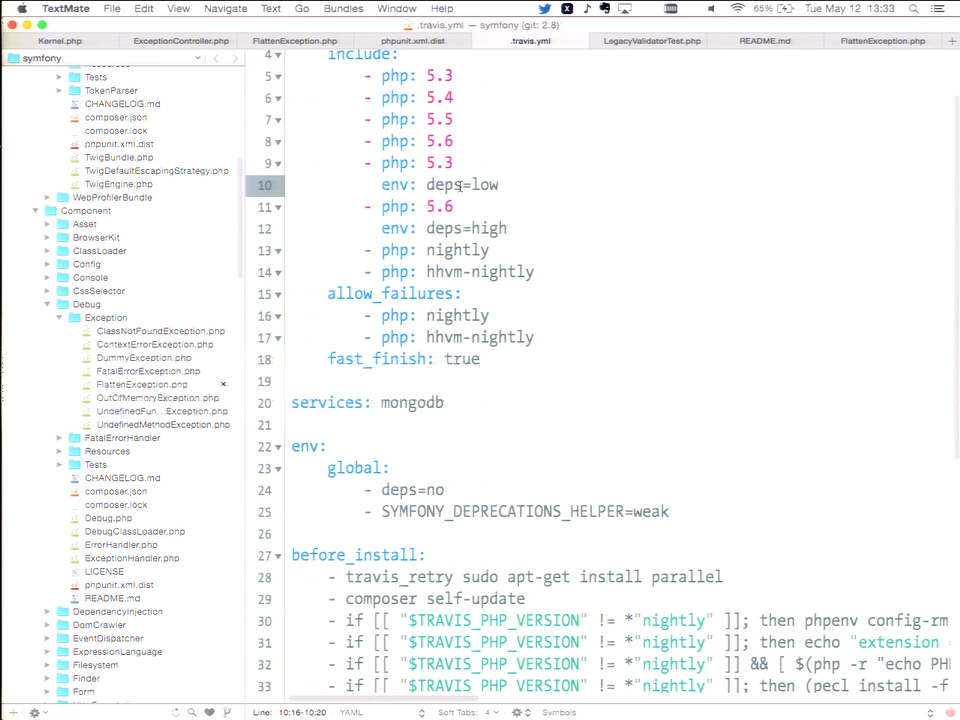 TextMate File Edit View Navigate Text Go Bundles Window Help 65% Tue May 12 13:33
.travis.yml — symfony (git: 2.8)
Kernel.php ExceptionController.php FlattenException.php phpunit.xml.dist .travis.yml LegacyValidatorTest.php README.md FlattenException.php
symfony
Tests
TokenParser
CHANGELOG.md
composer.json
composer.lock
phpunit.xml.dist
TwigBundle.php
TwigDefaultEscapingStrategy.php
TwigEngine.php
WebProfilerBundle
Component
Asset
BrowserKit
ClassLoader
Config
Console
CssSelector
Debug
Exception
ClassNotFoundException.php
ContextErrorException.php
DummyException.php
FatalErrorException.php
FlattenException.php
OutOfMemoryException.php
UndefinedFun...Exception.php
UndefinedMethodException.php
FatalErrorHandler
Resources
Tests
CHANGELOG.md
composer.json
composer.lock
Debug.php
DebugClassLoader.php
ErrorHandler.php
ExceptionHandler.php
LICENSE
phpunit.xml.dist
README.md
DependencyInjection
DomCrawler
EventDispatcher
ExpressionLanguage
Filesystem
Finder
Form
4 include:
5 - php: 5.3
6 - php: 5.4
7 - php: 5.5
8 - php: 5.6
9 - php: 5.3
10 env: deps=low
11 - php: 5.6
12 env: deps=high
13 - php: nightly
14 - php: hhvm-nightly
15 allow_failures:
16 - php: nightly
17 - php: hhvm-nightly
18 fast_finish: true
19
20 services: mongodb
21
22 env:
23 global:
24 - deps=no
25 - SYMFONY_DEPRECATIONS_HELPER=weak
26
27 before_install:
28 - travis_retry sudo apt-get install parallel
29 - composer self-update
30 - if [[ "$TRAVIS_PHP_VERSION" != *"nightly" ]]; then phpenv config-rm
31 - if [[ "$TRAVIS_PHP_VERSION" != *"nightly" ]]; then echo "extension
32 - if [[ "$TRAVIS_PHP_VERSION" != *"nightly" ]] && [ $(php -r "echo PH
33 - if [[ "$TRAVIS_PHP_VERSION" != *"nightly" ]]; then (pecl install -f
Line: 10:16-10:20 YAML Soft Tabs: 4 Symbols